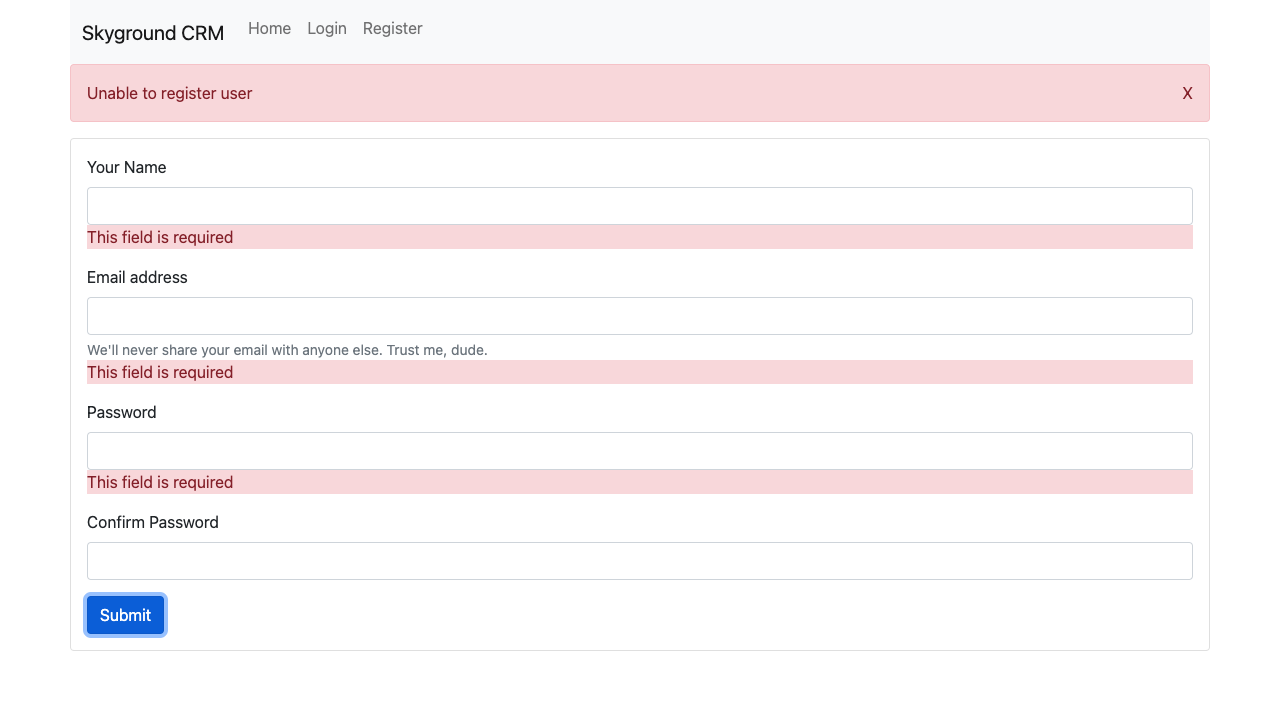 Skyground CRM Home Login Register
Unable to register user X
Your Name
This field is required
Email address
We'll never share your email with anyone else. Trust me, dude.
This field is required
Password
This field is required
Confirm Password
Submit